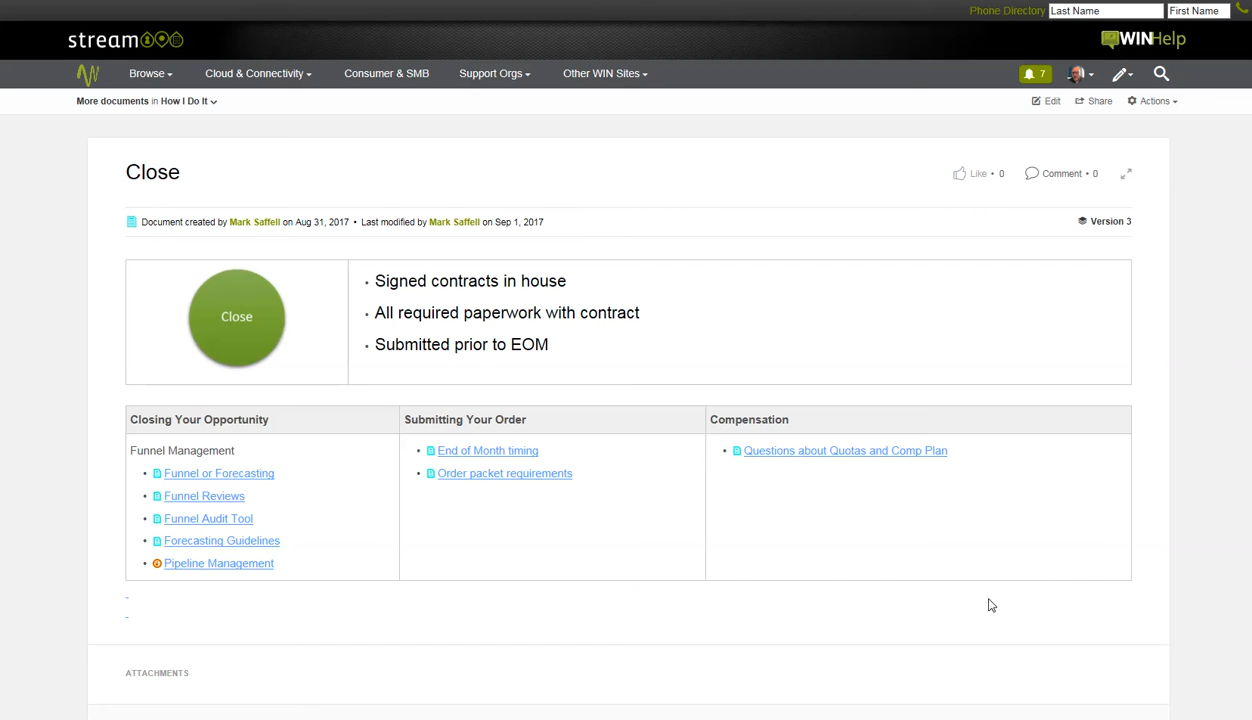 Phone Directory Last Name First Name
stream
WINHelp
Browse Cloud & Connectivity Consumer & SMB Support Orgs Other WIN Sites 7
More documents in How I Do It Edit Share Actions
Close Like • 0 Comment • 0
Document created by Mark Saffell on Aug 31, 2017 • Last modified by Mark Saffell on Sep 1, 2017 Version 3
Close
• Signed contracts in house
• All required paperwork with contract
• Submitted prior to EOM
Closing Your Opportunity Submitting Your Order Compensation
Funnel Management
• Funnel or Forecasting
• Funnel Reviews
• Funnel Audit Tool
• Forecasting Guidelines
• Pipeline Management
• End of Month timing
• Order packet requirements
• Questions about Quotas and Comp Plan
ATTACHMENTS